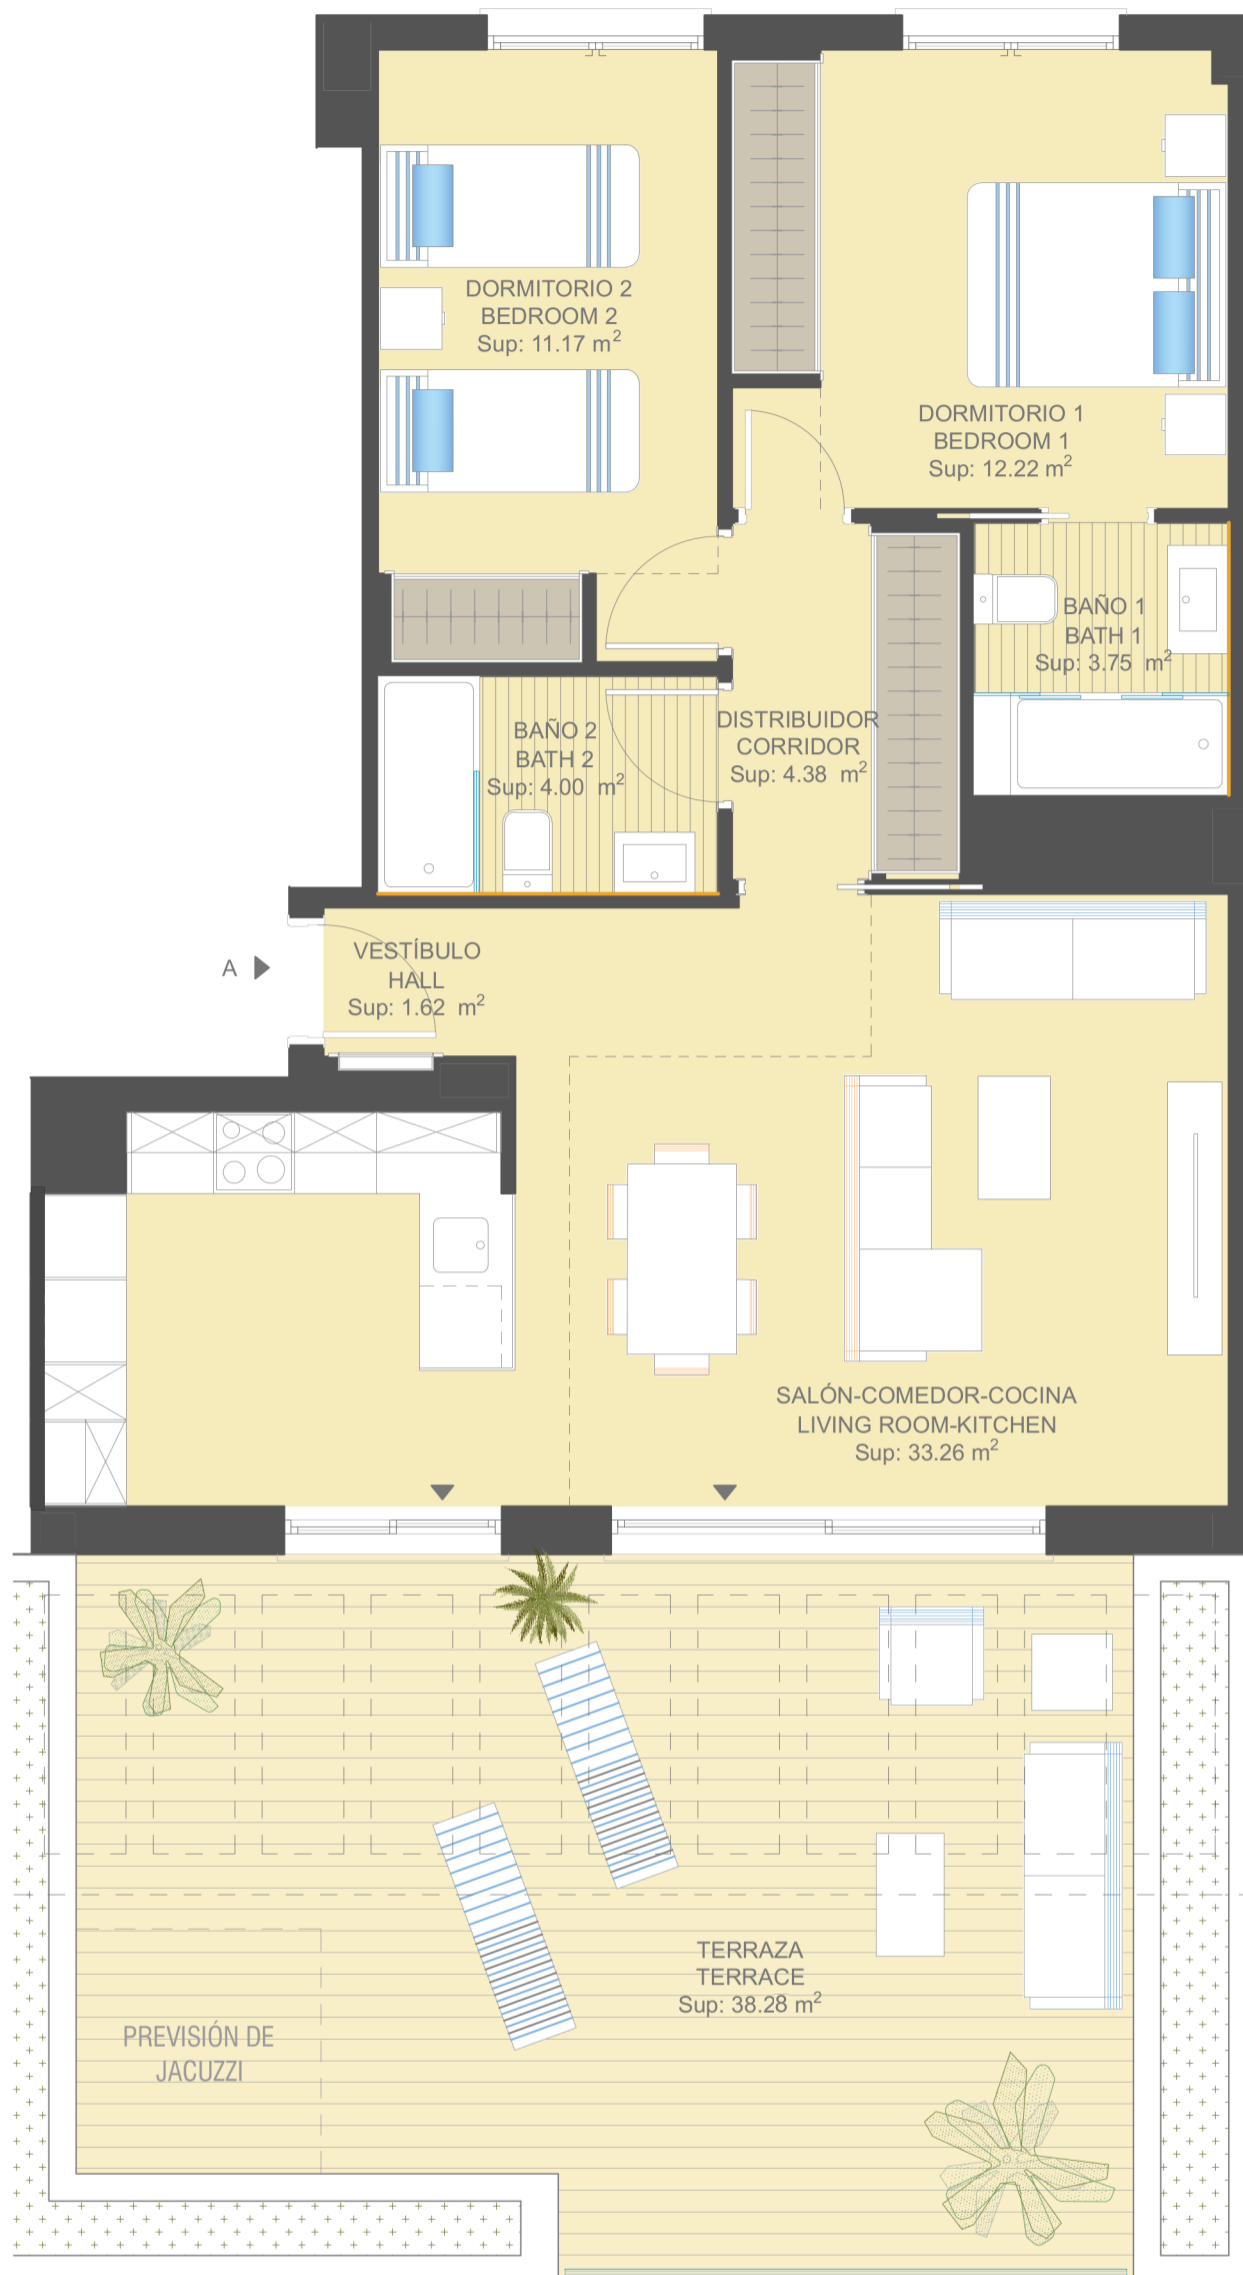 DORMITORIO 2
BEDROOM 2
Sup: 11.17 m²
DORMITORIO 1
BEDROOM 1
Sup: 12.22 m²
BAÑO 1
BATH 1
Sup: 3.75 m²
BAÑO 2
BATH 2
Sup: 4.00 m²
DISTRIBUIDOR
CORRIDOR
Sup: 4.38 m²
A
VESTÍBULO
HALL
Sup: 1.62 m²
SALÓN-COMEDOR-COCINA
LIVING ROOM-KITCHEN
Sup: 33.26 m²
TERRAZA
TERRACE
Sup: 38.28 m²
PREVISIÓN DE
JACUZZI